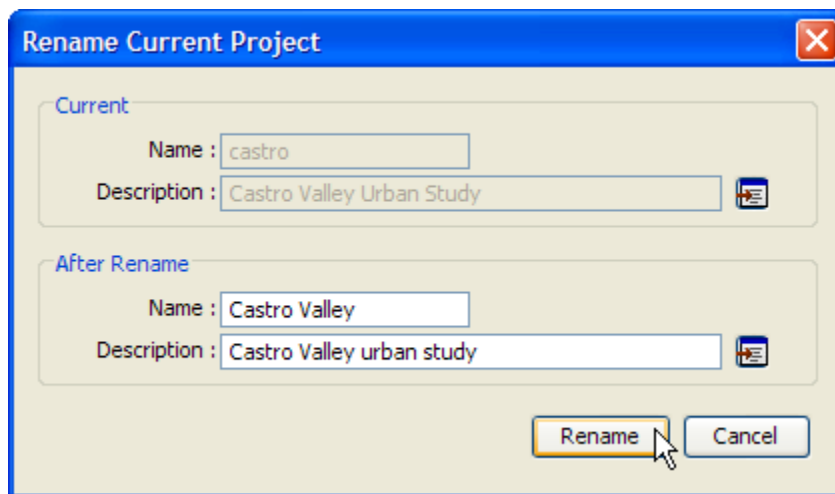 Rename Current Project
Current
Name : castro
Description : Castro Valley Urban Study
After Rename
Name : Castro Valley
Description : Castro Valley urban study
Rename Cancel